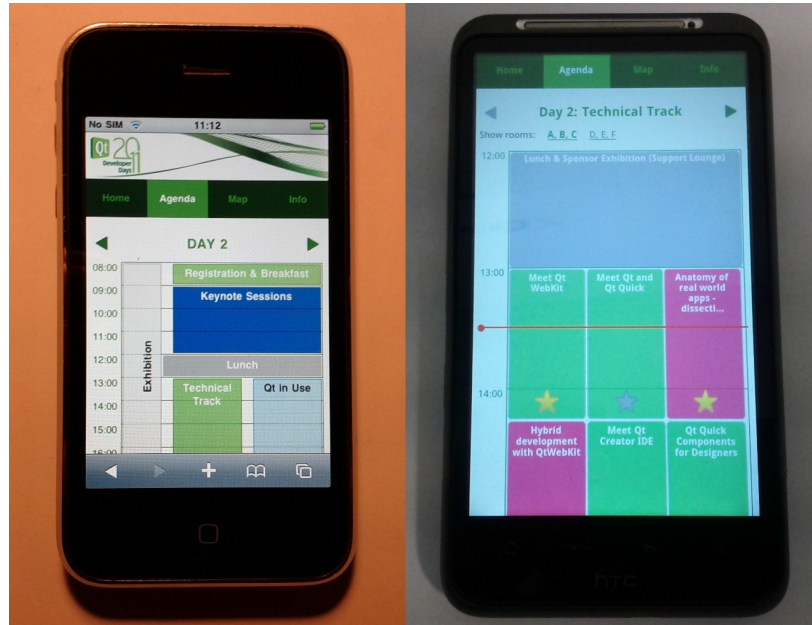 No SIM 11:12
Qt 2011
Developer
Days
Home Agenda Map Info
DAY 2
08:00
Registration & Breakfast
09:00
Keynote Sessions
10:00
11:00
12:00
Lunch
Exhibition
13:00
Technical
Track
Qt in Use
14:00
15:00
16:00
Home Agenda Map Info
Day 2: Technical Track
Show rooms: A, B, C D, E, F
12:00
Lunch & Sponsor Exhibition (Support Lounge)
13:00
Meet Qt
WebKit
Meet Qt and
Qt Quick
Anatomy of
real world
apps -
dissecti...
14:00
Hybrid
development
with QtWebKit
Meet Qt
Creator IDE
Qt Quick
Components
for Designers
hTC